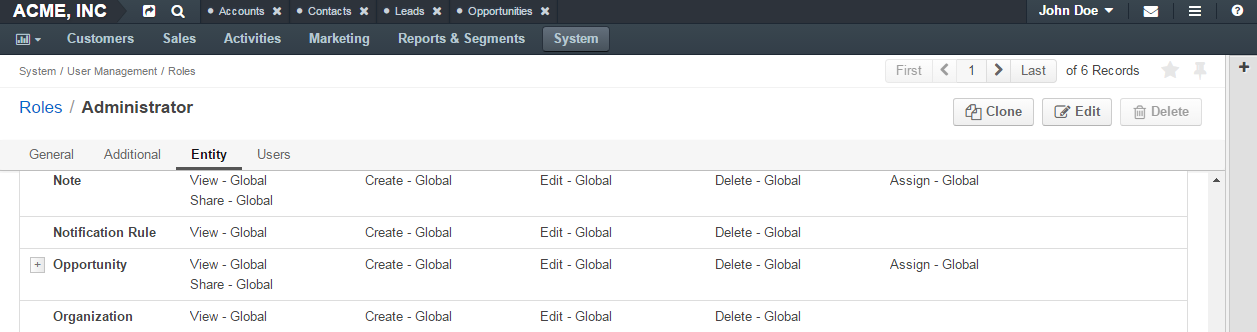 ACME, INC Accounts Contacts Leads Opportunities John Doe
Customers Sales Activities Marketing Reports & Segments System
System / User Management / Roles First 1 Last of 6 Records
Roles / Administrator Clone Edit Delete
General Additional Entity Users
Note View - Global Create - Global Edit - Global Delete - Global Assign - Global
Share - Global
Notification Rule View - Global Create - Global Edit - Global Delete - Global
Opportunity View - Global Create - Global Edit - Global Delete - Global Assign - Global
Share - Global
Organization View - Global Create - Global Edit - Global Delete - Global